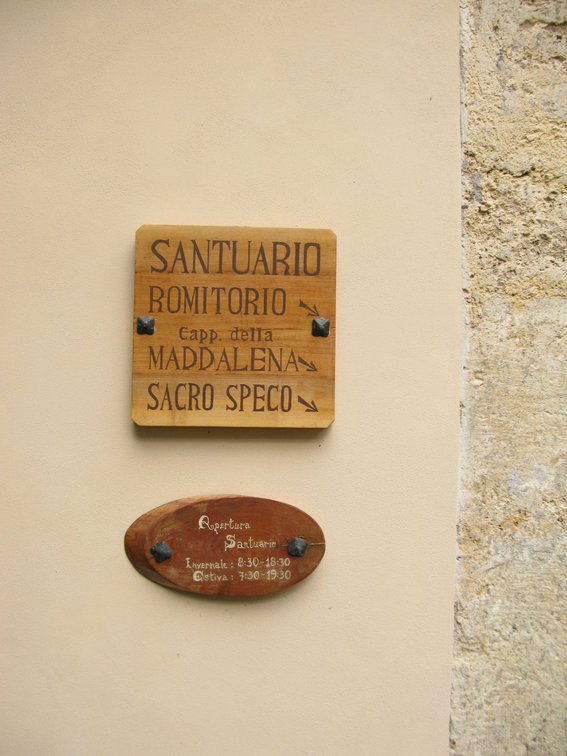 SANTUARIO
ROMITORIO
Capp. della
MADDALENA
SACRO SPECO
Apertura
Santuario
Invernale: 8:30-18:30
Estiva: 7:30-19:30